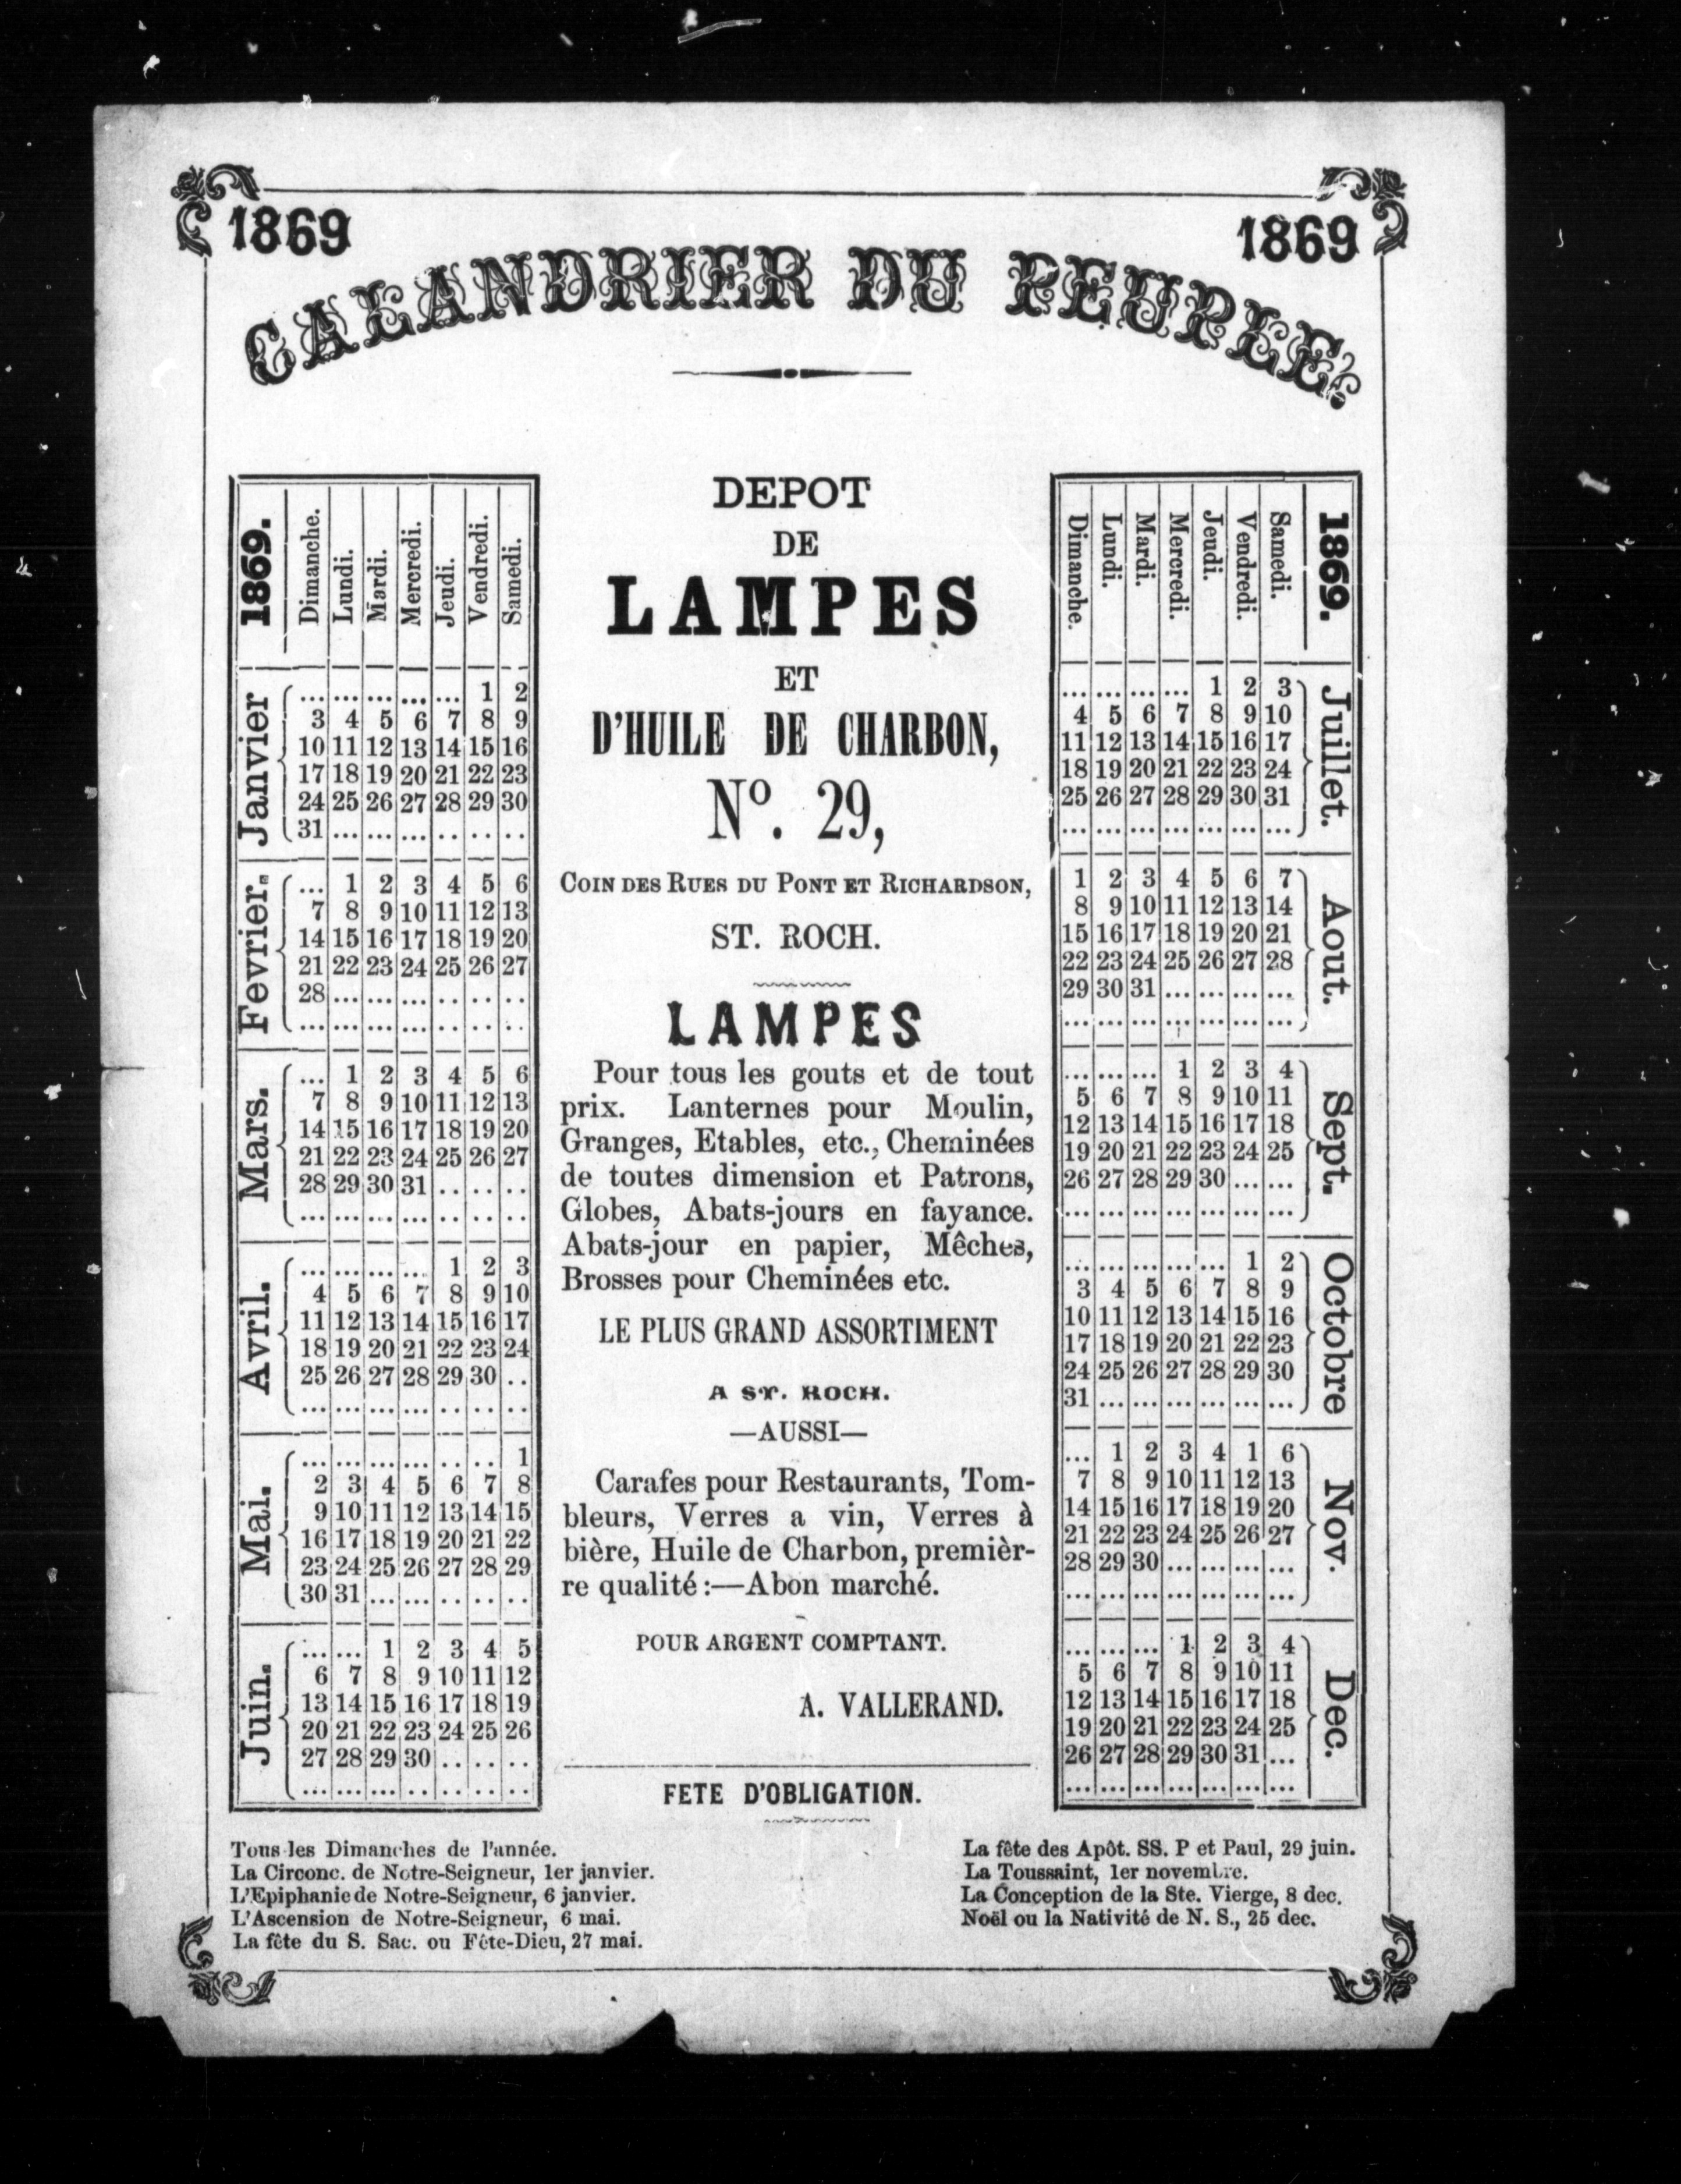 1869 1869
CALANDRIER DU PEUPLE.
1869. Dimanche. Lundi. Mardi. Mercredi. Jeudi. Vendredi. Samedi.
Janvier
... ... ... ... ... 1 2
3 4 5 6 7 8 9
10 11 12 13 14 15 16
17 18 19 20 21 22 23
24 25 26 27 28 29 30
31 ... ... ... .. .. ..
Fevrier.
... 1 2 3 4 5 6
7 8 9 10 11 12 13
14 15 16 17 18 19 20
21 22 23 24 25 26 27
28 ... ... ... .. .. ..
... ... ... ... .. .. ..
Mars.
... 1 2 3 4 5 6
7 8 9 10 11 12 13
14 15 16 17 18 19 20
21 22 23 24 25 26 27
28 29 30 31 .. .. ..
... ... ... ... .. .. ..
Avril.
... ... ... ... 1 2 3
4 5 6 7 8 9 10
11 12 13 14 15 16 17
18 19 20 21 22 23 24
25 26 27 28 29 30 ..
... ... ... ... .. .. ..
Mai.
... ... ... ... .. .. 1
2 3 4 5 6 7 8
9 10 11 12 13 14 15
16 17 18 19 20 21 22
23 24 25 26 27 28 29
30 31 ... ... .. .. ..
Juin.
... ... 1 2 3 4 5
6 7 8 9 10 11 12
13 14 15 16 17 18 19
20 21 22 23 24 25 26
27 28 29 30 .. .. ..
... ... ... .. .. .. ..
DEPOT
DE
LAMPES
ET
D'HUILE DE CHARBON,
Nº. 29,
COIN DES RUES DU PONT ET RICHARDSON,
ST. ROCH.
LAMPES
Pour tous les gouts et de tout
prix. Lanternes pour Moulin,
Granges, Etables, etc., Cheminées
de toutes dimension et Patrons,
Globes, Abats-jours en fayance.
Abats-jour en papier, Mêches,
Brosses pour Cheminées etc.
LE PLUS GRAND ASSORTIMENT
A ST. ROCH.
—AUSSI—
Carafes pour Restaurants, Tom-
bleurs, Verres a vin, Verres à
bière, Huile de Charbon, premièr-
re qualité :—Abon marché.
POUR ARGENT COMPTANT.
A. VALLERAND.
Dimanche. Lundi. Mardi. Mercredi. Jeudi. Vendredi. Samedi. 1869.
Juillet.
... ... ... ... 1 2 3
4 5 6 7 8 9 10
11 12 13 14 15 16 17
18 19 20 21 22 23 24
25 26 27 28 29 30 31
... ... ... ... ... ... ...
Aout.
1 2 3 4 5 6 7
8 9 10 11 12 13 14
15 16 17 18 19 20 21
22 23 24 25 26 27 28
29 30 31 ... ... ... ...
... ... ... ... ... ... ...
Sept.
... ... ... 1 2 3 4
5 6 7 8 9 10 11
12 13 14 15 16 17 18
19 20 21 22 23 24 25
26 27 28 29 30 ... ...
... ... ... ... ... ... ...
Octobre
... ... ... ... ... 1 2
3 4 5 6 7 8 9
10 11 12 13 14 15 16
17 18 19 20 21 22 23
24 25 26 27 28 29 30
31 ... ... ... ... ... ...
Nov.
... 1 2 3 4 1 6
7 8 9 10 11 12 13
14 15 16 17 18 19 20
21 22 23 24 25 26 27
28 29 30 ... ... ... ...
... ... ... ... ... ... ...
Dec.
... ... ... 1 2 3 4
5 6 7 8 9 10 11
12 13 14 15 16 17 18
19 20 21 22 23 24 25
26 27 28 29 30 31 ...
... ... ... ... ... ... ...
FETE D'OBLIGATION.
Tous les Dimanches de l'année.
La Circonc. de Notre-Seigneur, 1er janvier.
L'Epiphanie de Notre-Seigneur, 6 janvier.
L'Ascension de Notre-Seigneur, 6 mai.
La fête du S. Sac. ou Fête-Dieu, 27 mai.
La fête des Apôt. SS. P et Paul, 29 juin.
La Toussaint, 1er novembre.
La Conception de la Ste. Vierge, 8 dec.
Noël ou la Nativité de N. S., 25 dec.